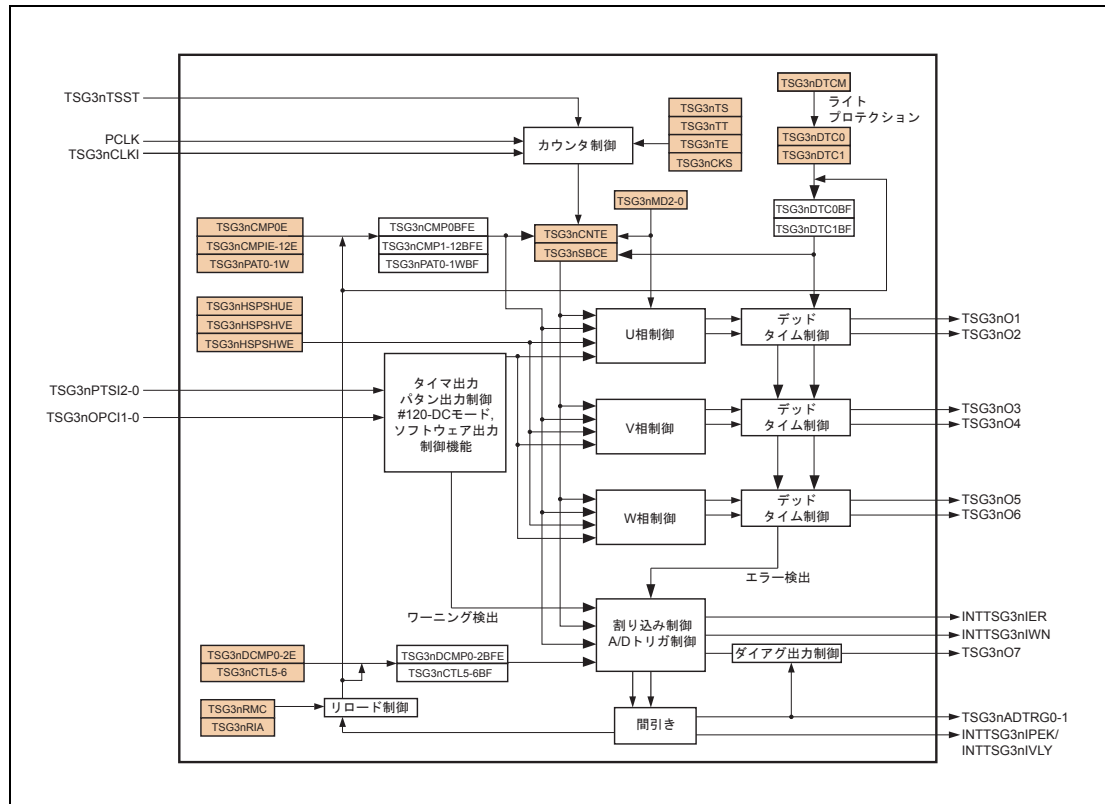 TSG3nTSST
PCLK
TSG3nCLKI
カウンタ制御
TSG3nTS
TSG3nTT
TSG3nTE
TSG3nCKS
TSG3nDTCM
ライト
プロテクション
TSG3nDTC0
TSG3nDTC1
TSG3nDTC0BF
TSG3nDTC1BF
TSG3nMD2-0
TSG3nCMP0E
TSG3nCMPIE-12E
TSG3nPAT0-1W
TSG3nCMP0BFE
TSG3nCMP1-12BFE
TSG3nPAT0-1WBF
TSG3nCNTE
TSG3nSBCE
TSG3nHSPSHUE
TSG3nHSPSHVE
TSG3nHSPSHWE
U相制御
デッド
タイム制御
TSG3nO1
TSG3nO2
TSG3nPTSI2-0
TSG3nOPCI1-0
タイマ出力
パタン出力制御
#120-DCモード,
ソフトウェア出力
制御機能
V相制御
デッド
タイム制御
TSG3nO3
TSG3nO4
W相制御
デッド
タイム制御
TSG3nO5
TSG3nO6
エラー検出
ワーニング検出
割り込み制御
A/Dトリガ制御
INTTSG3nIER
INTTSG3nIWN
TSG3nO7
ダイアグ出力制御
TSG3nDCMP0-2E
TSG3nCTL5-6
TSG3nDCMP0-2BFE
TSG3nCTL5-6BF
TSG3nRMC
TSG3nRIA
リロード制御
間引き
TSG3nADTRG0-1
INTTSG3nIPEK/
INTTSG3nIVLY